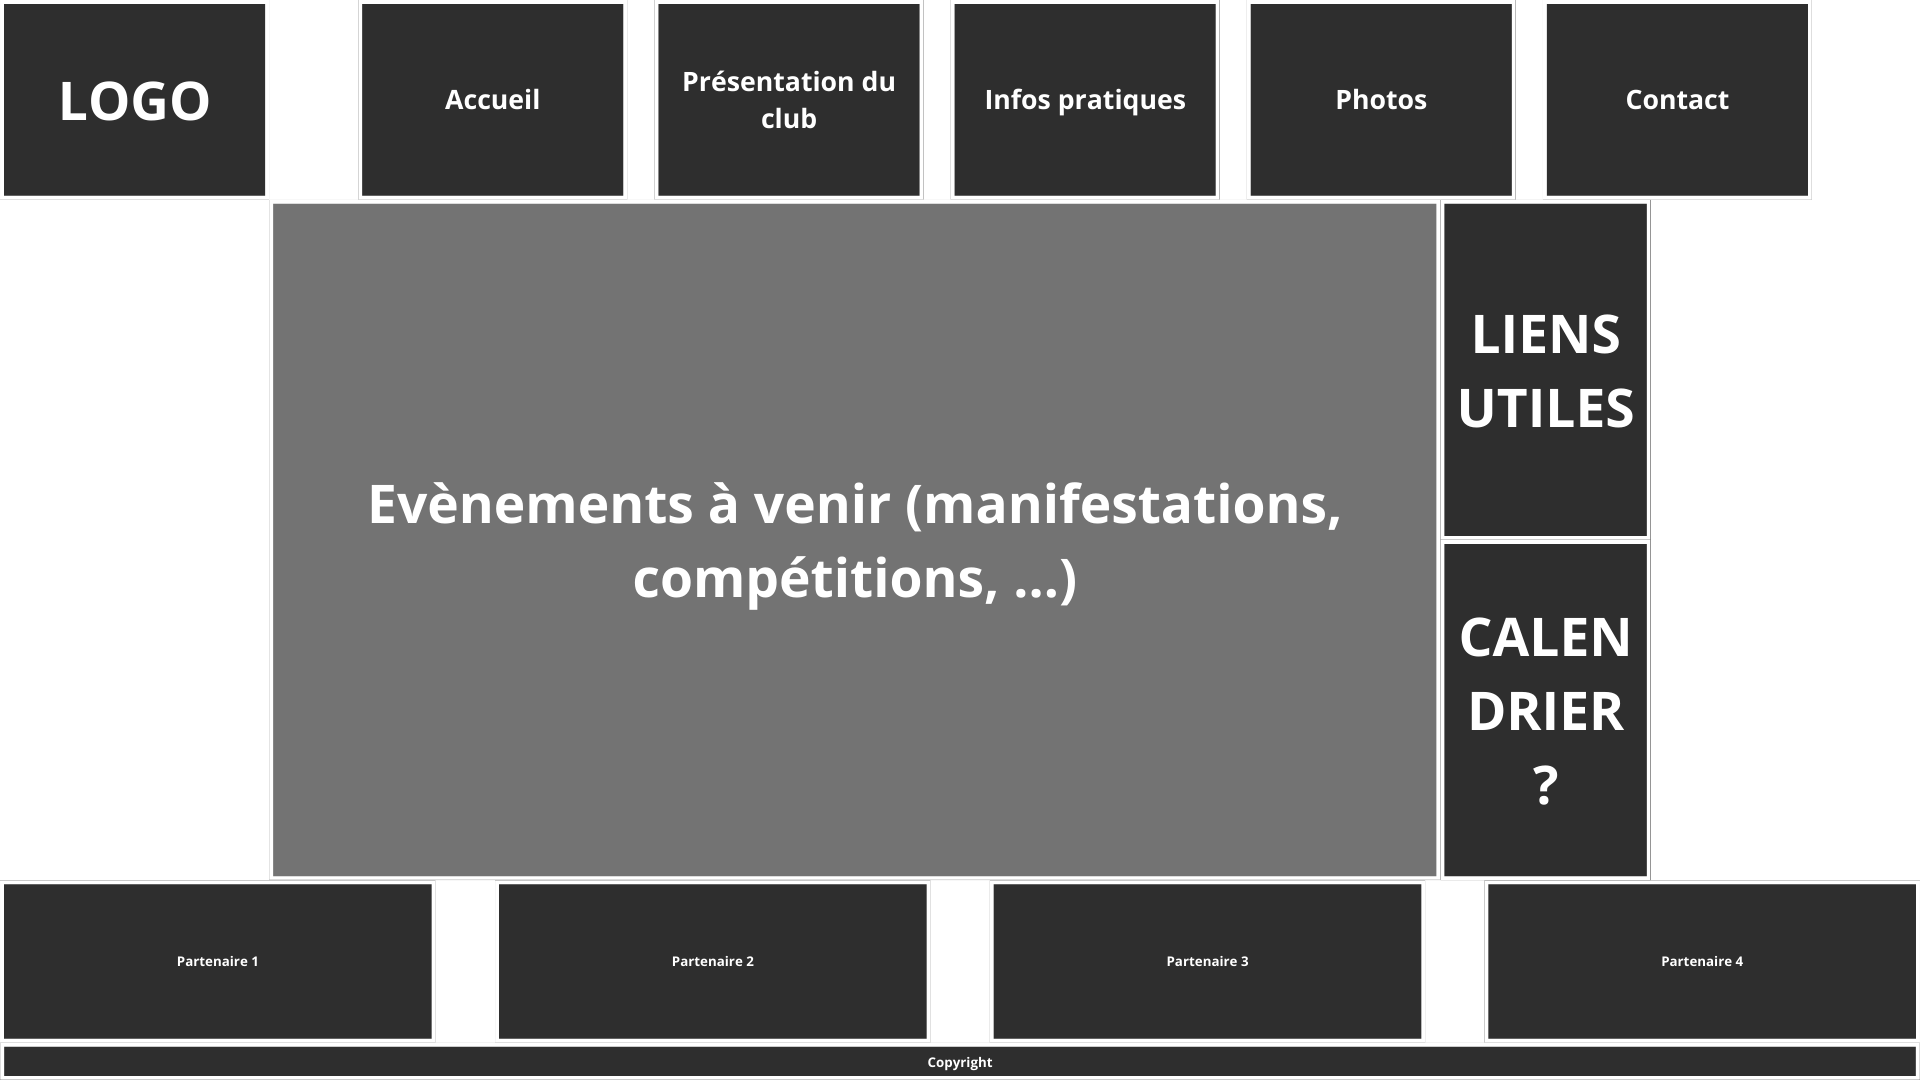 LOGO
Accueil
Présentation du
club
Infos pratiques
Photos
Contact
Evènements à venir (manifestations,
compétitions, ...)
LIENS
UTILES
CALEN
DRIER
?
Partenaire 1
Partenaire 2
Partenaire 3
Partenaire 4
Copyright